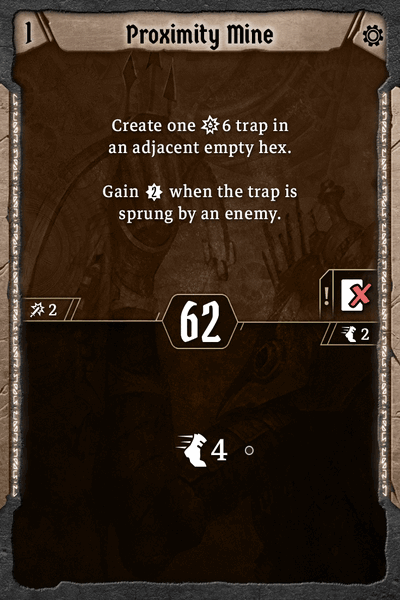 1 Proximity Mine
Create one 6 trap in
an adjacent empty hex.
Gain 2 when the trap is
sprung by an enemy.
2
62
!
2
4